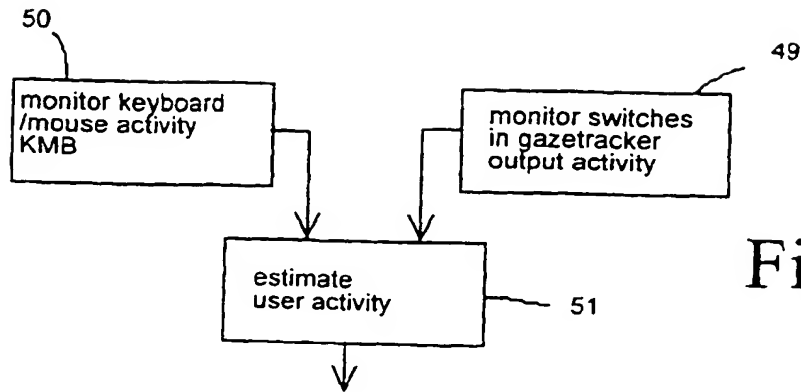 50
49
monitor keyboard
/mouse activity
KMB
monitor switches
in gazetracker
output activity
estimate
user activity
51